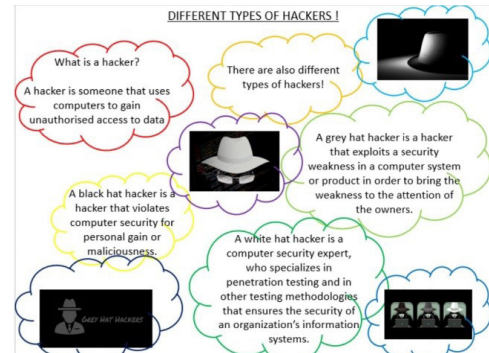 DIFFERENT TYPES OF HACKERS !
What is a hacker?
A hacker is someone that uses
computers to gain
unauthorised access to data
There are also different
types of hackers!
A grey hat hacker is a hacker
that exploits a security
weakness in a computer system
or product in order to bring the
weakness to the attention of
the owners.
A black hat hacker is a
hacker that violates
computer security for
personal gain or
maliciousness.
A white hat hacker is a
computer security expert,
who specializes in
penetration testing and in
other testing methodologies
that ensures the security of
an organization's information
systems.
GREY HAT HACKERS